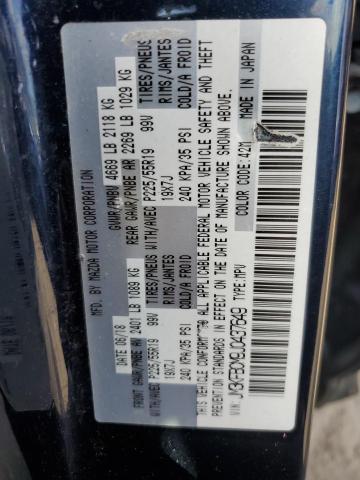 MFD. BY MAZDA MOTOR CORPORATION
DATE 06/18 GVWR/PNBV 4669 LB 2118 KG
FRONT GAWR/PNBE AV 2401 LB 1089 KG REAR GAWR/PNBE AR 2269 LB 1029 KG
WITH/AVEC P225/55R19 99V TIRES/PNEUS WITH/AVEC P225/55R19 99V TIRES/PNEUS
19X7J RIMS/JANTES 19X7J RIMS/JANTES
240 KPA/35 PSI COLD/A FROID 240 KPA/35 PSI COLD/A FROID
THIS VEHICLE CONFORMS TO ALL APPLICABLE FEDERAL MOTOR VEHICLE SAFETY AND THEFT
PREVENTION STANDARDS IN EFFECT ON THE DATE OF MANUFACTURE SHOWN ABOVE.
TYPE:MPV COLOR CODE:42M MADE IN JAPAN